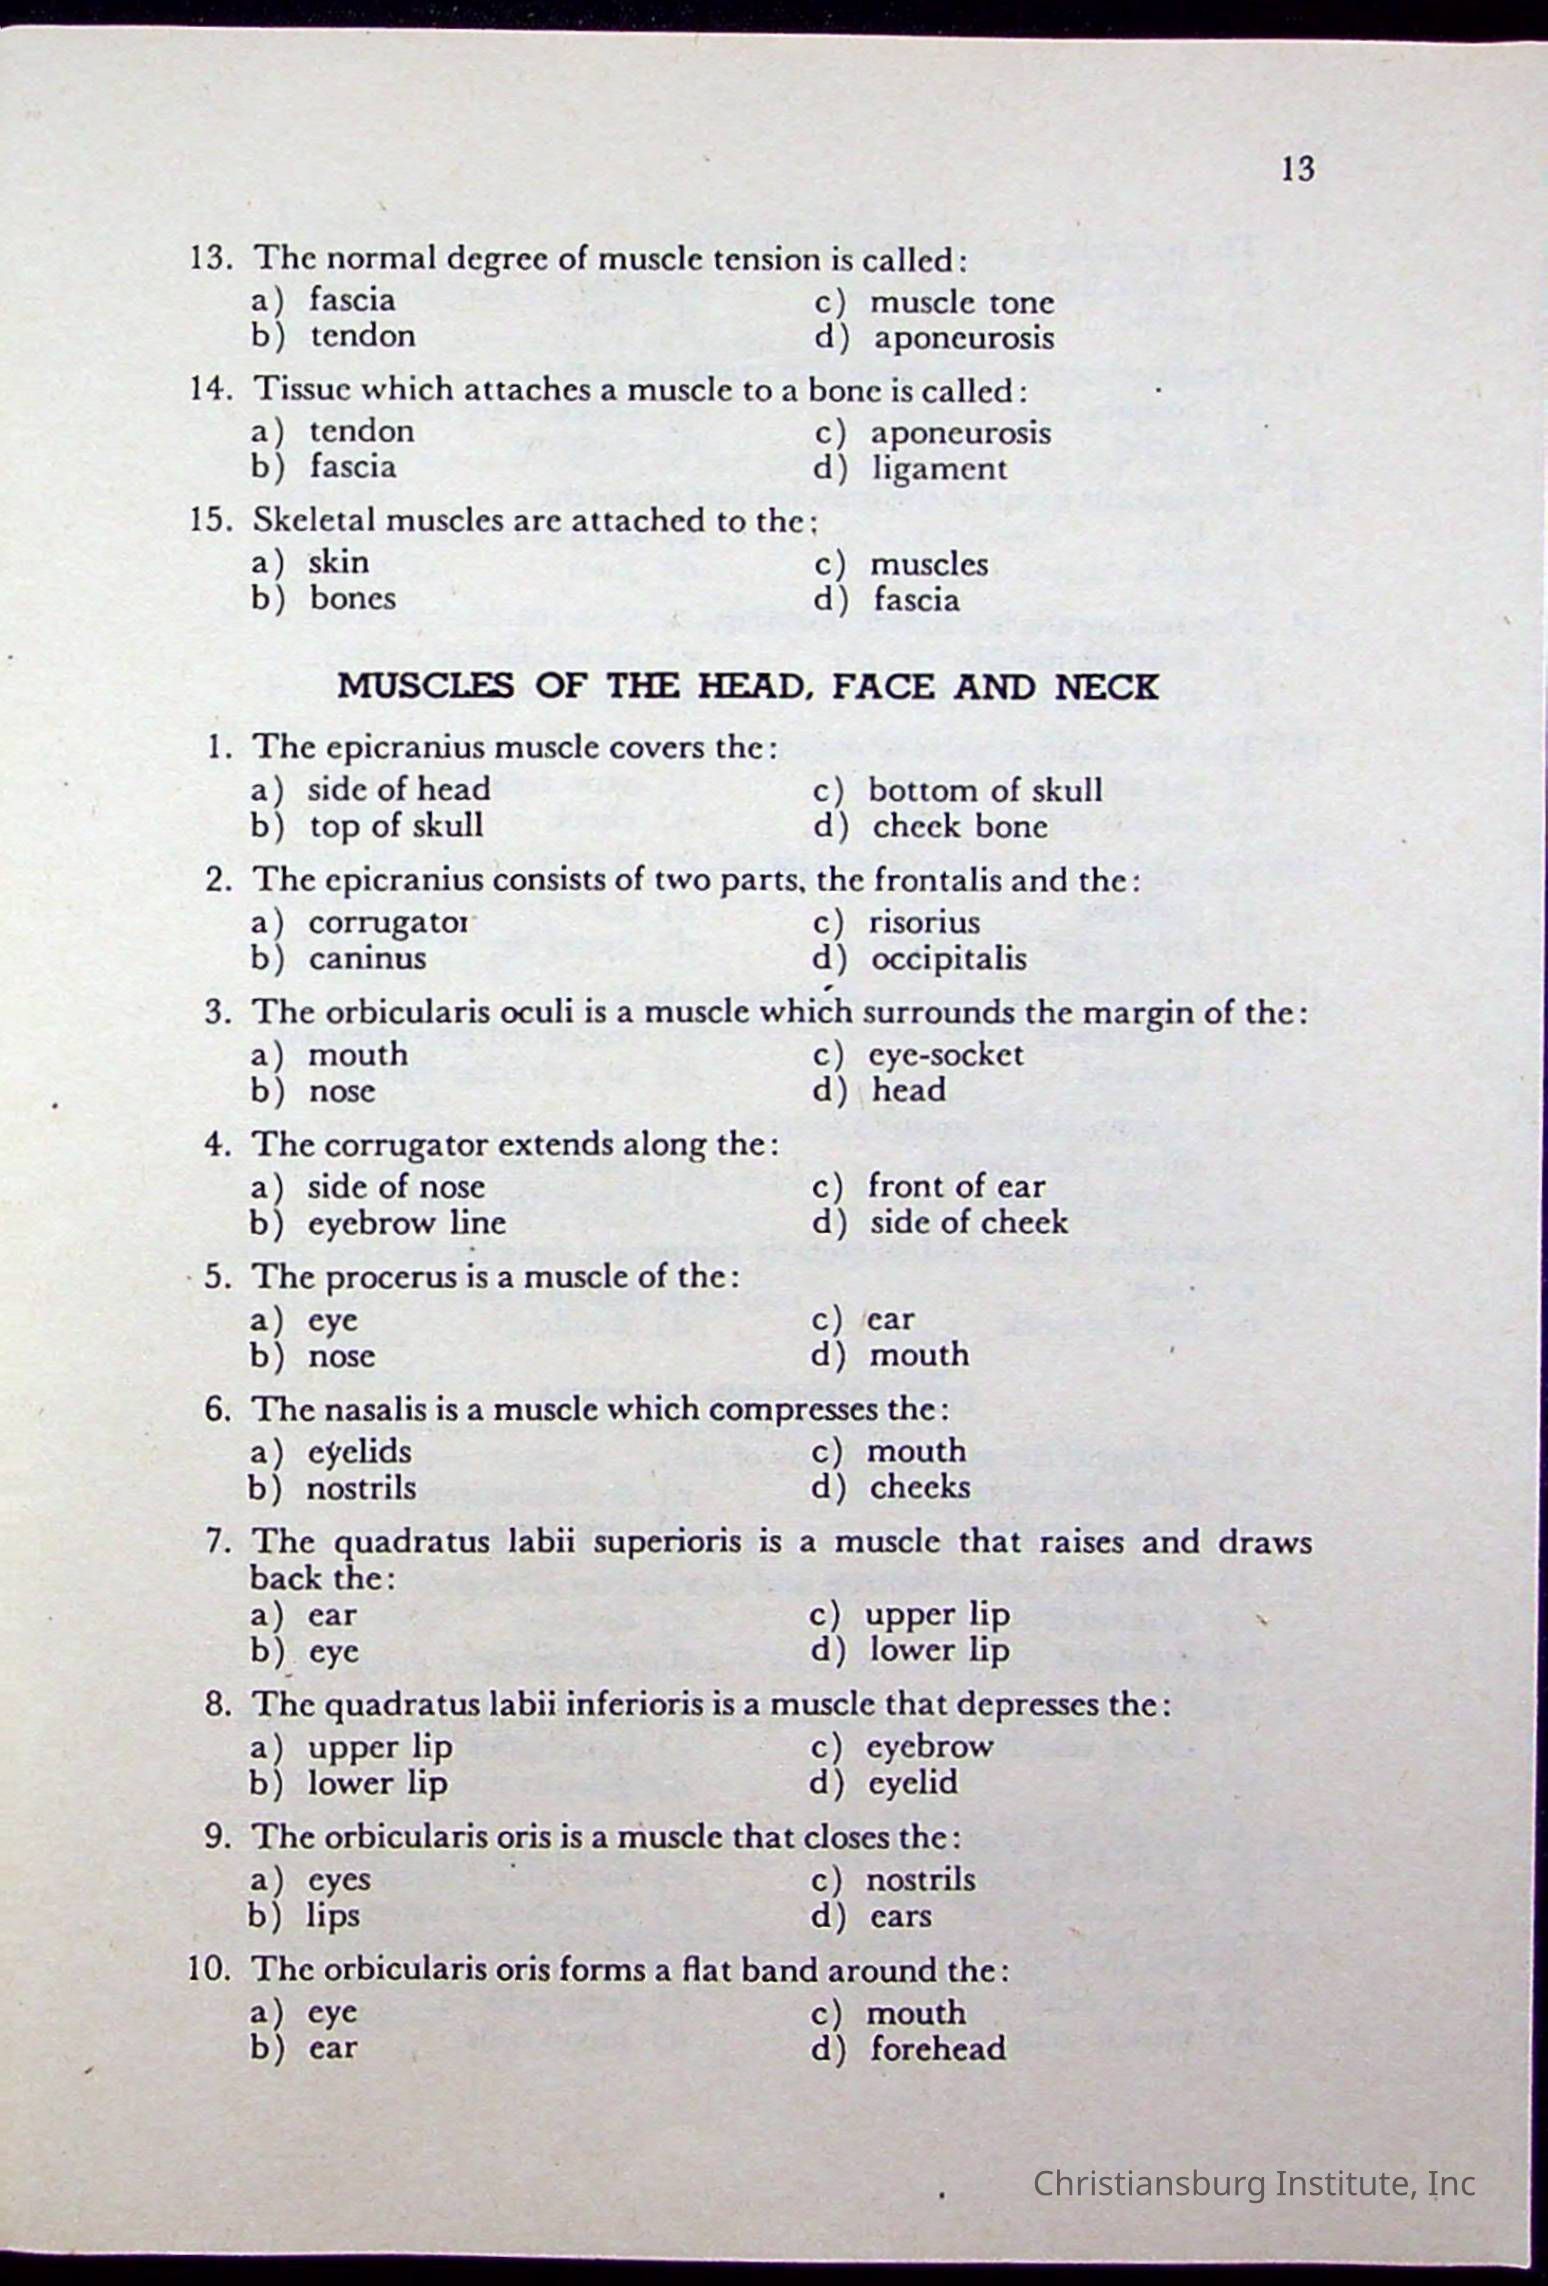 13
13. The normal degree of muscle tension is called:
a) fascia c) muscle tone
b) tendon d) aponeurosis
14. Tissue which attaches a muscle to a bone is called:
a) tendon c) aponeurosis
b) fascia d) ligament
15. Skeletal muscles are attached to the:
a) skin c) muscles
b) bones d) fascia
MUSCLES OF THE HEAD, FACE AND NECK
1. The epicranius muscle covers the:
a) side of head c) bottom of skull
b) top of skull d) cheek bone
2. The epicranius consists of two parts, the frontalis and the:
a) corrugator c) risorius
b) caninus d) occipitalis
3. The orbicularis oculi is a muscle which surrounds the margin of the:
a) mouth c) eye-socket
b) nose d) head
4. The corrugator extends along the:
a) side of nose c) front of ear
b) eyebrow line d) side of cheek
5. The procerus is a muscle of the:
a) eye c) ear
b) nose d) mouth
6. The nasalis is a muscle which compresses the:
a) eyelids c) mouth
b) nostrils d) cheeks
7. The quadratus labii superioris is a muscle that raises and draws
back the:
a) ear c) upper lip
b) eye d) lower lip
8. The quadratus labii inferioris is a muscle that depresses the:
a) upper lip c) eyebrow
b) lower lip d) eyelid
9. The orbicularis oris is a muscle that closes the:
a) eyes c) nostrils
b) lips d) ears
10. The orbicularis oris forms a flat band around the:
a) eye c) mouth
b) ear d) forehead
Christiansburg Institute, Inc